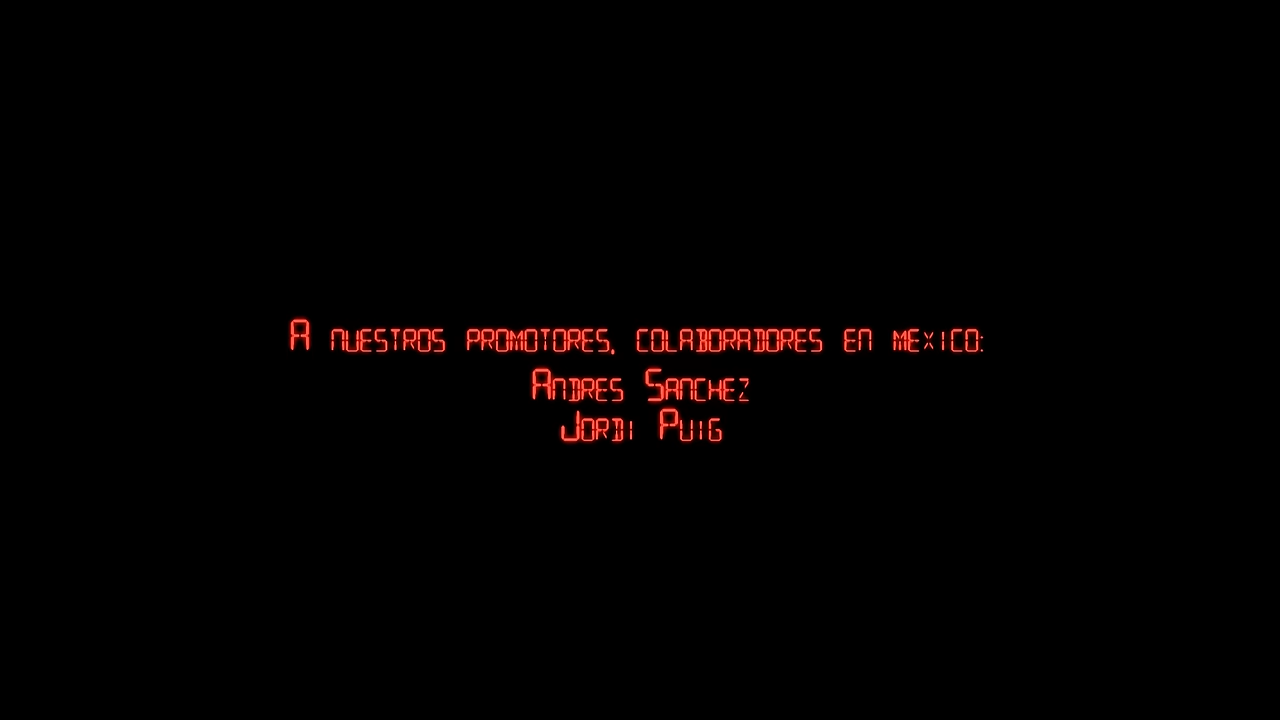 A nuestros promotores, colaboradores en mexico:
Andres Sanchez
Jordi Puig